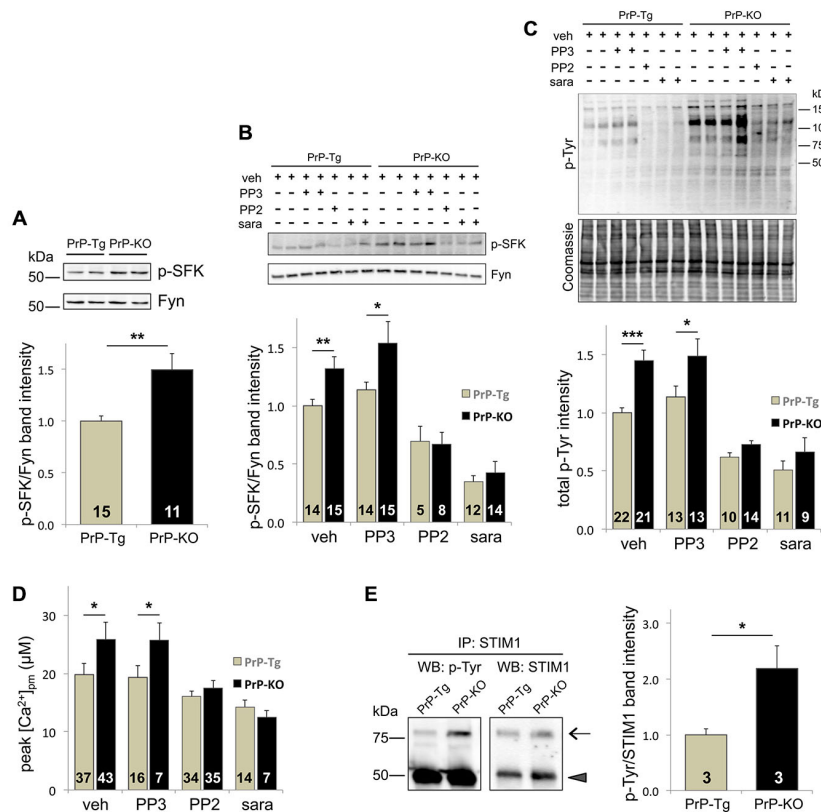 A
kDa
PrP-Tg PrP-KO
50
p-SFK
50
Fyn
**
p-SFK/Fyn band intensity
1.5
1.0
0.5
0.0
15
11
PrP-Tg
PrP-KO
B
PrP-Tg
PrP-KO
veh + + + + + + + + + + + + + +
PP3 - - + + - - - - - + + - - -
PP2 - - - - + - - - - - - + - -
sara - - - - - + + - - - - - + +
p-SFK
Fyn
*
**
p-SFK/Fyn band intensity
1.5
1.0
0.5
0.0
PrP-Tg
PrP-KO
14
15
14
15
5
8
12
14
veh
PP3
PP2
sara
C
PrP-Tg
PrP-KO
veh + + + + + + + + + + + + + +
PP3 - - + + - - - - - + + - - -
PP2 - - - - + - - - - - - + - -
sara - - - - - + + - - - - - + +
p-Tyr
75
50
Coomassie
***
*
total p-Tyr intensity
1.5
1.0
0.5
0.0
PrP-Tg
PrP-KO
22
21
13
13
10
14
11
9
veh
PP3
PP2
sara
D
*
*
peak [Ca²⁺]pm (µM)
30
20
10
0
PrP-Tg
PrP-KO
37
43
16
7
34
35
14
7
veh
PP3
PP2
sara
E
IP: STIM1
WB: p-Tyr
WB: STIM1
PrP-Tg
PrP-KO
PrP-Tg
PrP-KO
kDa
75
50
*
p-Tyr/STIM1 band intensity
3.0
2.0
1.0
0.0
3
3
PrP-Tg
PrP-KO